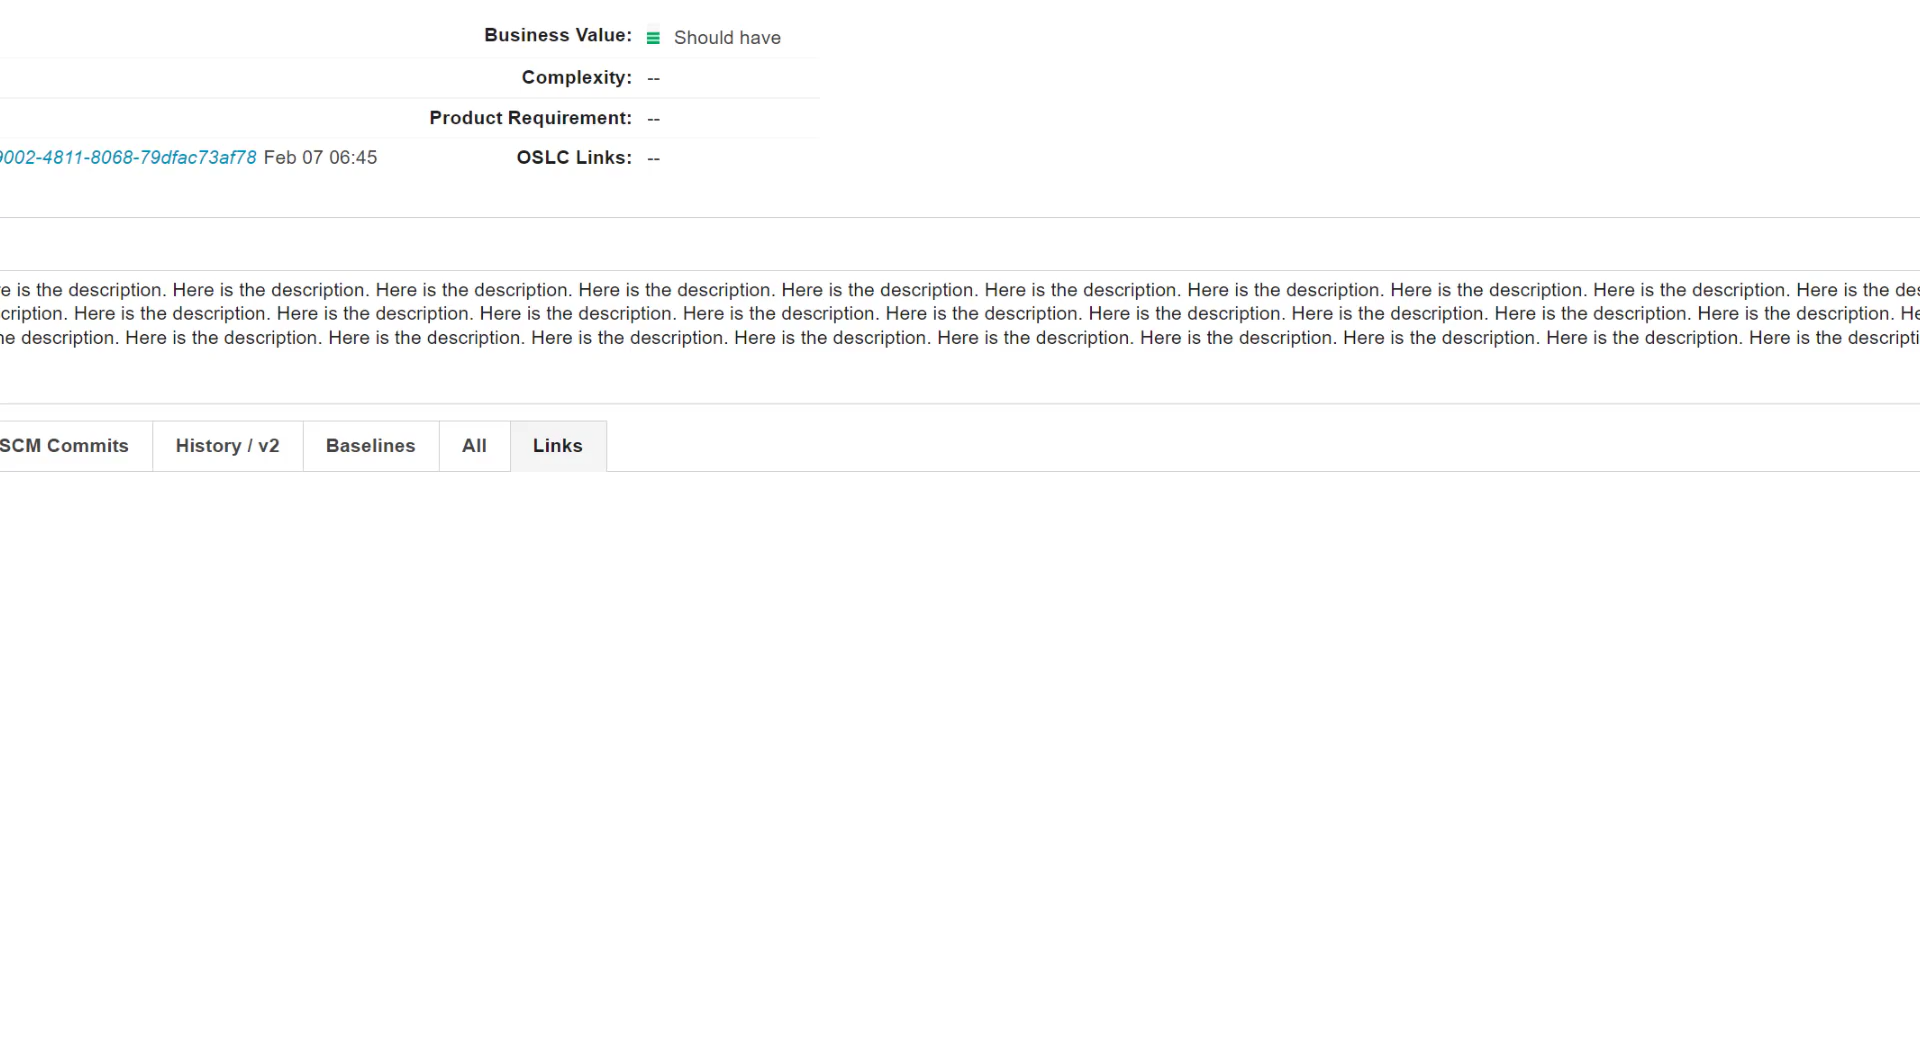 Business Value: Should have
Complexity: --
Product Requirement: --
9002-4811-8068-79dfac73af78 Feb 07 06:45 OSLC Links: --
e is the description. Here is the description. Here is the description. Here is the description. Here is the description. Here is the description. Here is the description. Here is the description. Here is the description. Here is the des
cription. Here is the description. Here is the description. Here is the description. Here is the description. Here is the description. Here is the description. Here is the description. Here is the description. Here is the description. He
he description. Here is the description. Here is the description. Here is the description. Here is the description. Here is the description. Here is the description. Here is the description. Here is the description. Here is the descripti
SCM Commits History / v2 Baselines All Links